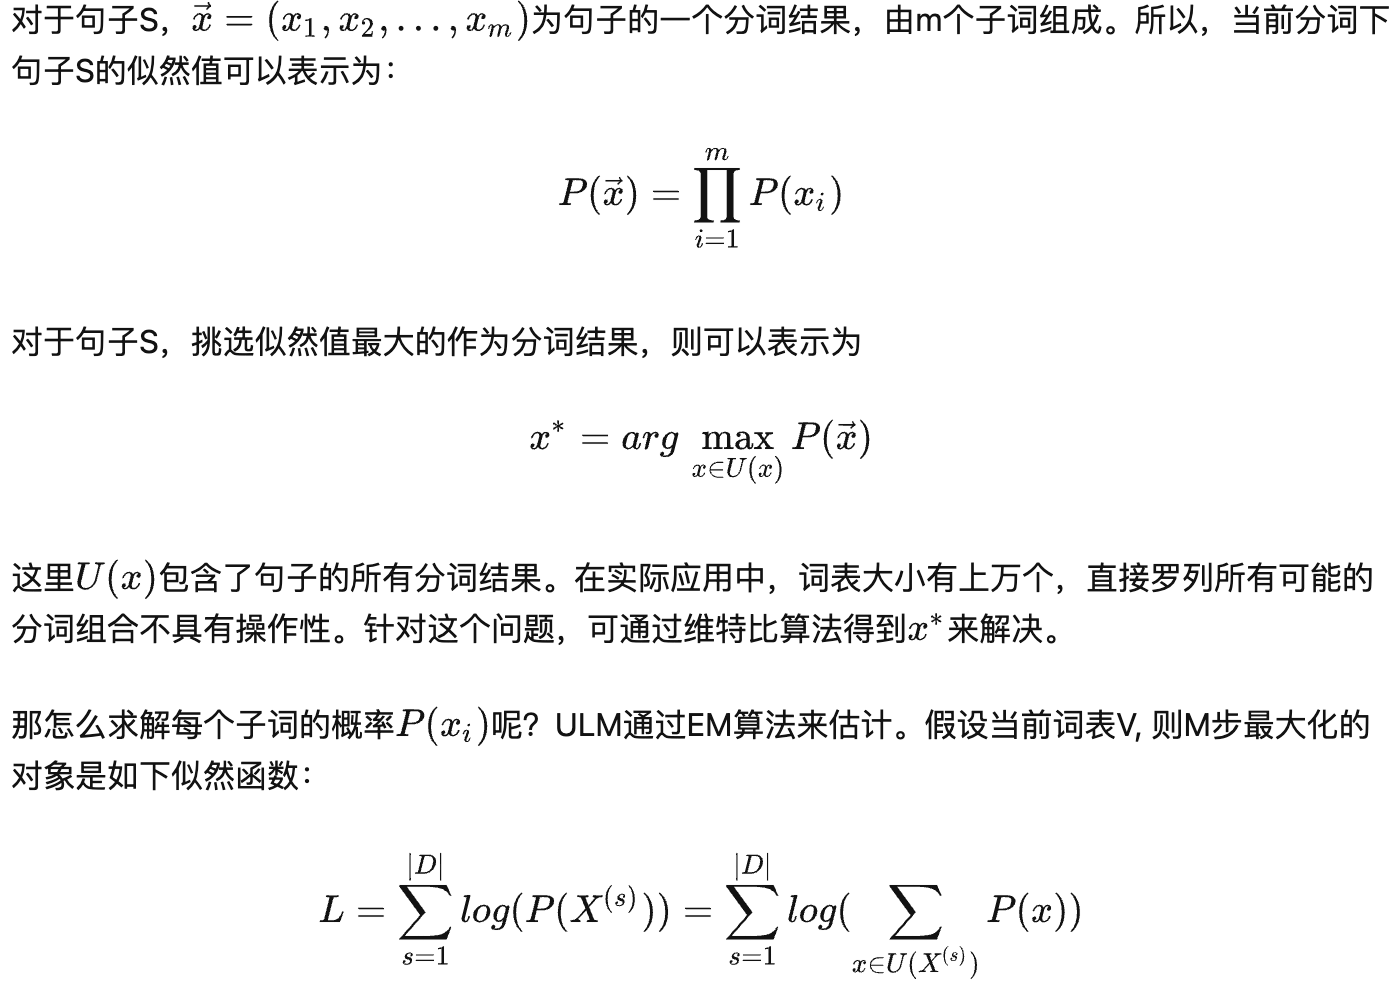 对于句子S，$\vec{x} = (x_1, x_2, \ldots, x_m)$为句子的一个分词结果，由m个子词组成。所以，当前分词下
句子S的似然值可以表示为：
$P(\vec{x}) = \prod_{i=1}^{m} P(x_i)$
对于句子S，挑选似然值最大的作为分词结果，则可以表示为
$x^* = arg \max_{x \in U(x)} P(\vec{x})$
这里$U(x)$包含了句子的所有分词结果。在实际应用中，词表大小有上万个，直接罗列所有可能的
分词组合不具有操作性。针对这个问题，可通过维特比算法得到$x^*$来解决。
那怎么求解每个子词的概率$P(x_i)$呢？ULM通过EM算法来估计。假设当前词表V, 则M步最大化的
对象是如下似然函数：
$L = \sum_{s=1}^{|D|} log(P(X^{(s)})) = \sum_{s=1}^{|D|} log(\sum_{x \in U(X^{(s)})} P(x))$